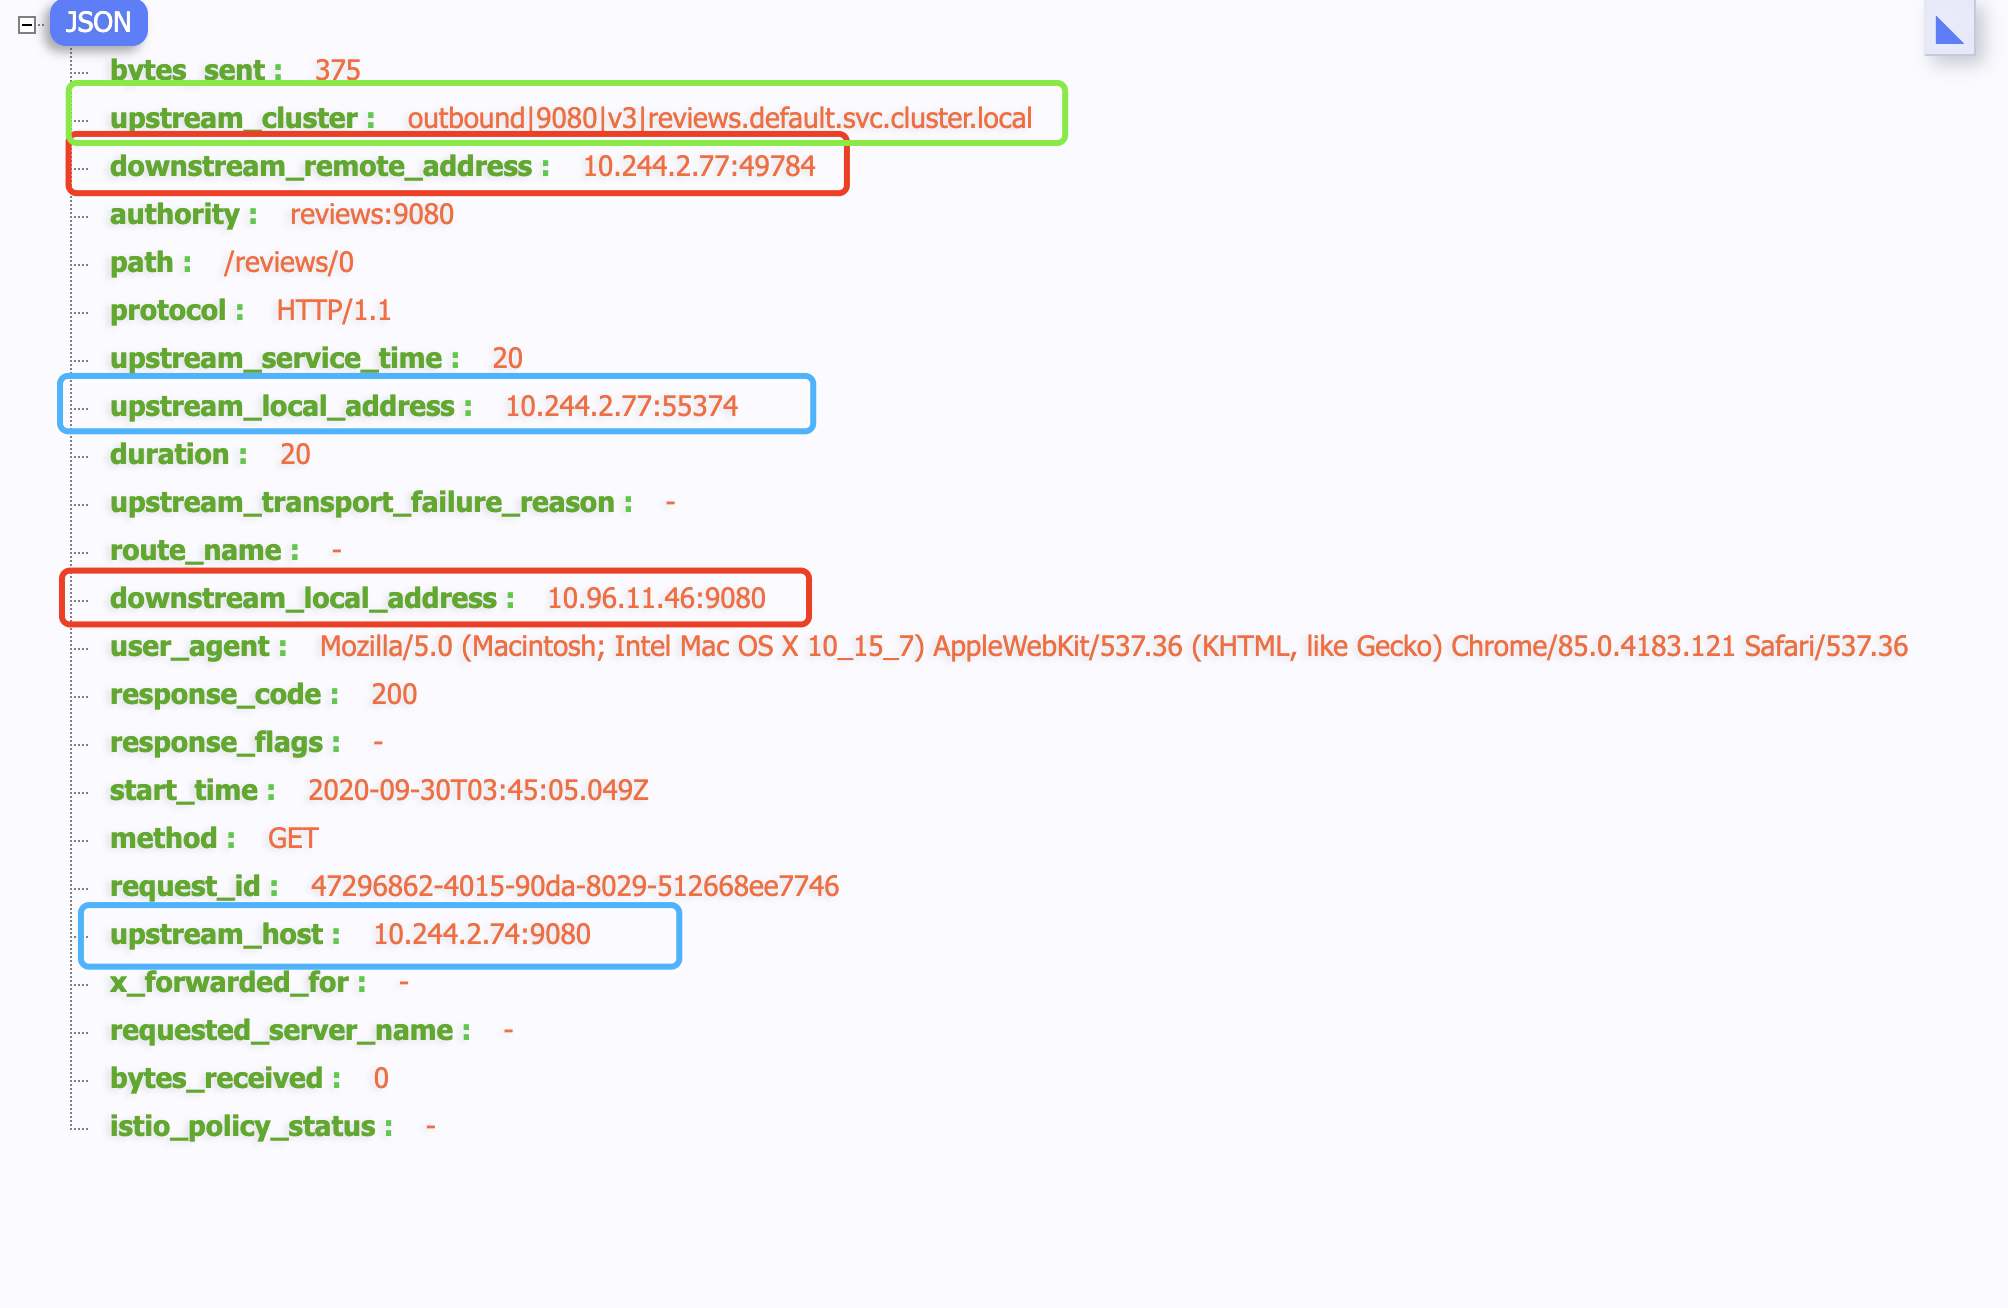 JSON
bytes_sent : 375
upstream_cluster : outbound|9080|v3|reviews.default.svc.cluster.local
downstream_remote_address : 10.244.2.77:49784
authority : reviews:9080
path : /reviews/0
protocol : HTTP/1.1
upstream_service_time : 20
upstream_local_address : 10.244.2.77:55374
duration : 20
upstream_transport_failure_reason : -
route_name : -
downstream_local_address : 10.96.11.46:9080
user_agent : Mozilla/5.0 (Macintosh; Intel Mac OS X 10_15_7) AppleWebKit/537.36 (KHTML, like Gecko) Chrome/85.0.4183.121 Safari/537.36
response_code : 200
response_flags : -
start_time : 2020-09-30T03:45:05.049Z
method : GET
request_id : 47296862-4015-90da-8029-512668ee7746
upstream_host : 10.244.2.74:9080
x_forwarded_for : -
requested_server_name : -
bytes_received : 0
istio_policy_status : -